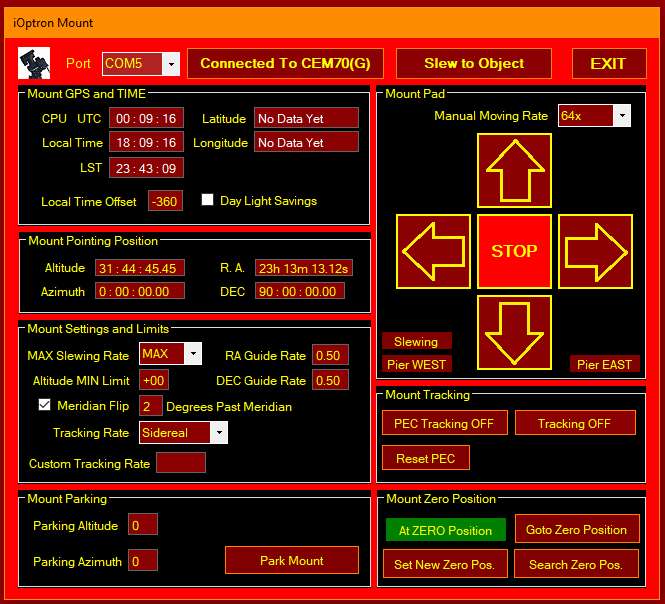 iOptron Mount
Port COM5 Connected To CEM70(G) Slew to Object EXIT
Mount GPS and TIME
CPU UTC 00 : 09 : 16 Latitude No Data Yet
Local Time 18 : 09 : 16 Longitude No Data Yet
LST 23 : 43 : 09
Local Time Offset -360 Day Light Savings
Mount Pointing Position
Altitude 31 : 44 : 45.45 R. A. 23h 13m 13.12s
Azimuth 0 : 00 : 00.00 DEC 90 : 00 : 00.00
Mount Settings and Limits
MAX Slewing Rate MAX RA Guide Rate 0.50
Altitude MIN Limit +00 DEC Guide Rate 0.50
Meridian Flip 2 Degrees Past Meridian
Tracking Rate Sidereal
Custom Tracking Rate
Mount Parking
Parking Altitude 0
Parking Azimuth 0 Park Mount
Mount Pad
Manual Moving Rate 64x
STOP
Slewing
Pier WEST Pier EAST
Mount Tracking
PEC Tracking OFF Tracking OFF
Reset PEC
Mount Zero Position
At ZERO Position Goto Zero Position
Set New Zero Pos. Search Zero Pos.